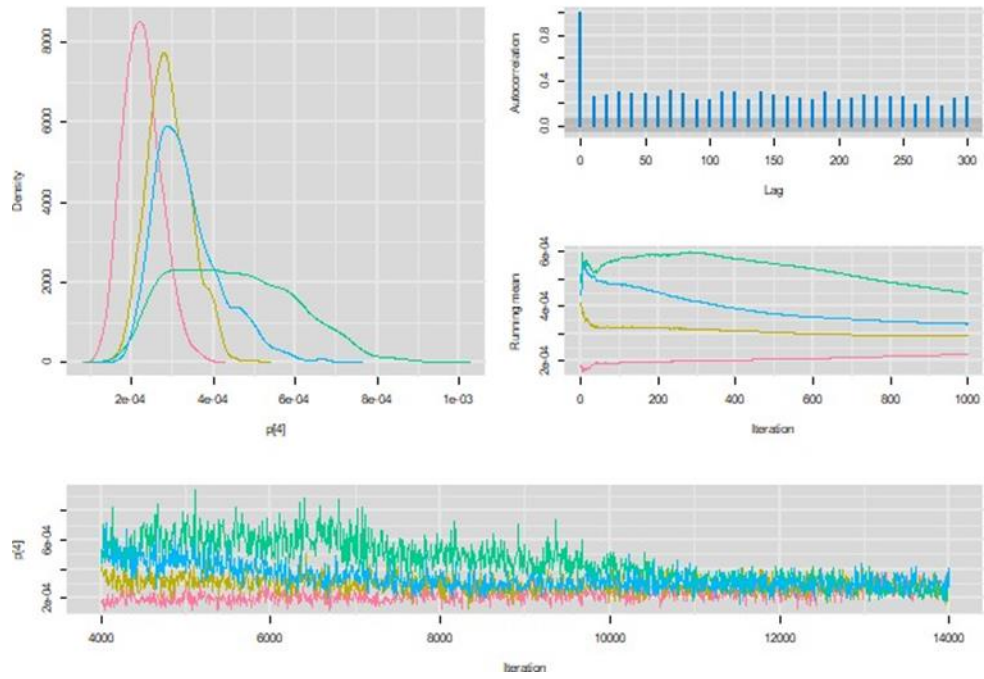 Density
8000
6000
4000
2000
0
2e-04 4e-04 6e-04 8e-04 1e-03
p[4]
Autocorrelation
0.8
0.4
0.0
0 50 100 150 200 250 300
Lag
Running mean
6e-04
4e-04
2e-04
0 200 400 600 800 1000
Iteration
p[4]
6e-04
2e-04
4000 6000 8000 10000 12000 14000
Iteration